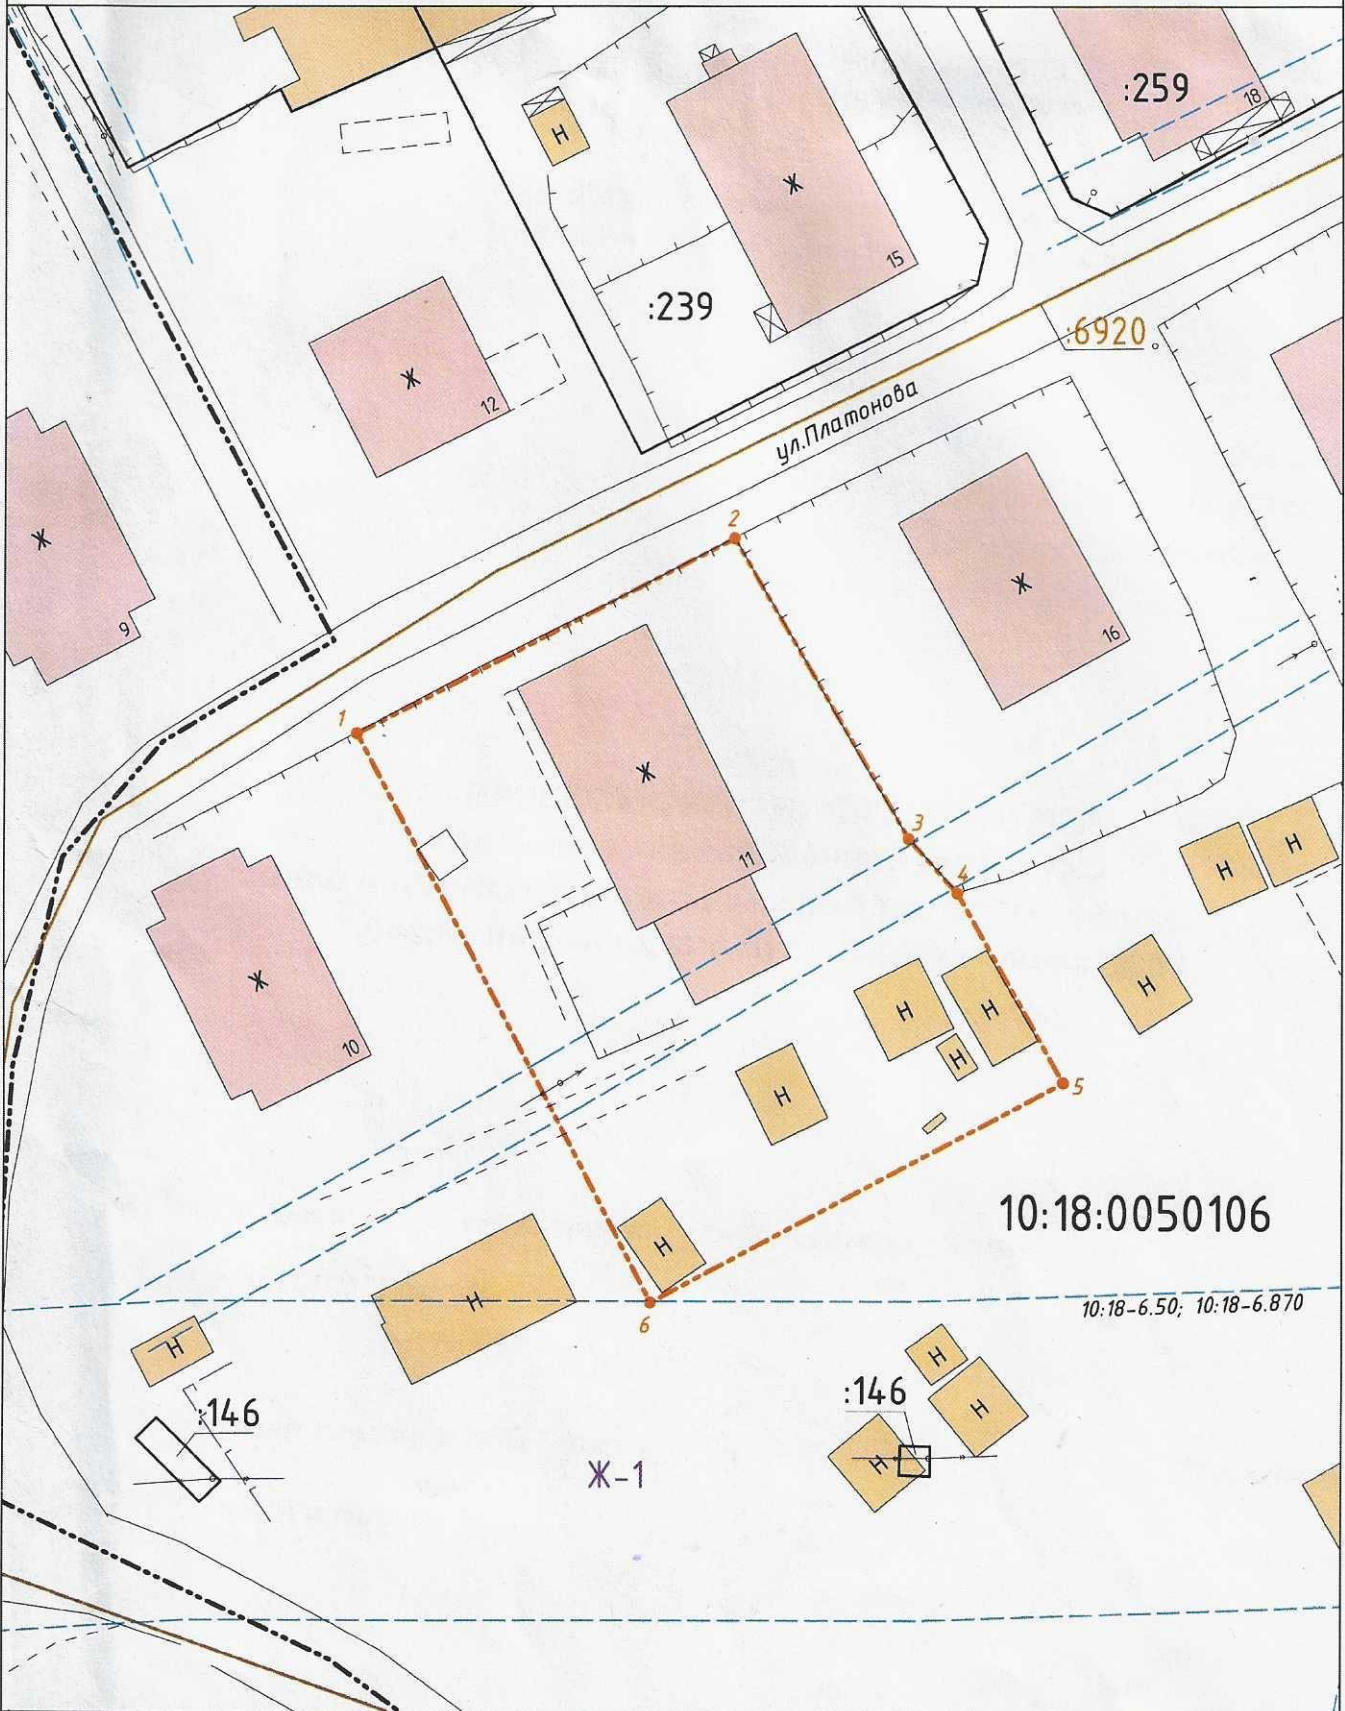 :259
18
Н
Ж
15
:239
:6920
Ж
12
ул.Платонова
Ж
9
2
Ж
16
1
Ж
11
3
4
Н
Н
Ж
10
Н
Н
Н
Н
Н
5
10:18:0050106
Н
Н
6
10:18-6.50; 10:18-6.870
Н
Н
:146
:146
Н
Н
Ж-1